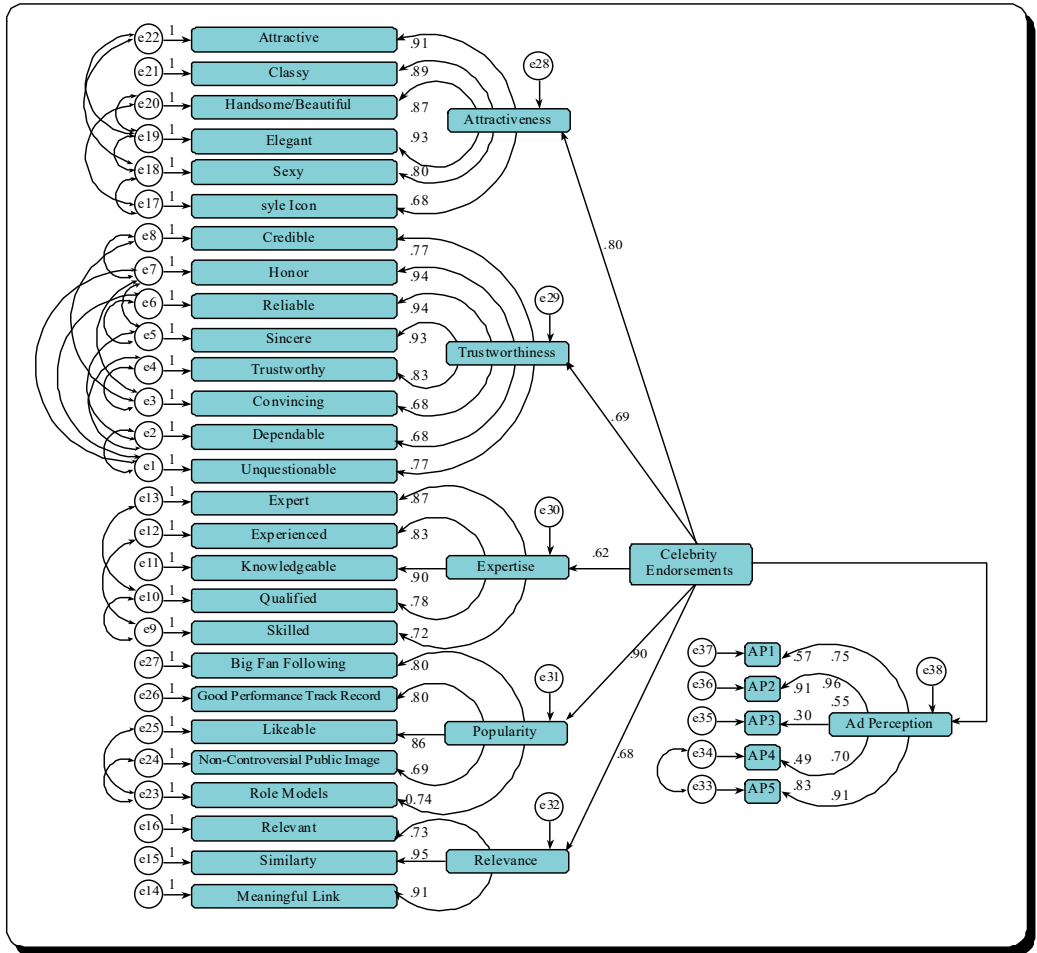 e22 1 Attractive .91
e21 1 Classy .89
e28
e20 1 Handsome/Beautiful .87
Attractiveness
e19 1 Elegant .93
e18 1 Sexy .80
e17 1 syle Icon .68
e8 1 Credible .77
.80
e7 1 Honor .94
e6 1 Reliable .94
e29
e5 1 Sincere .93
Trustworthiness
e4 1 Trustworthy .83
e3 1 Convincing .68
.69
e2 1 Dependable .68
e1 1 Unquestionable .77
e13 1 Expert .87
e30
e12 1 Experienced .83
e11 1 Knowledgeable .90
Expertise
.62
Celebrity
Endorsements
e10 1 Qualified .78
e9 1 Skilled .72
e27 1 Big Fan Following .80
.90
e37 AP1 .57 .75
e38
e26 1 Good Performance Track Record .80
e31
e36 AP2 .91 .96
.55
e25 1 Likeable 86
Popularity
e35 AP3 .30
Ad Perception
e24 1 Non-Controversial Public Image .69
.68
e34 AP4 .49 .70
e23 1 Role Models 0.74
e33 AP5 .83 .91
e16 1 Relevant .73
e32
e15 1 Similarty .95
Relevance
e14 1 Meaningful Link .91